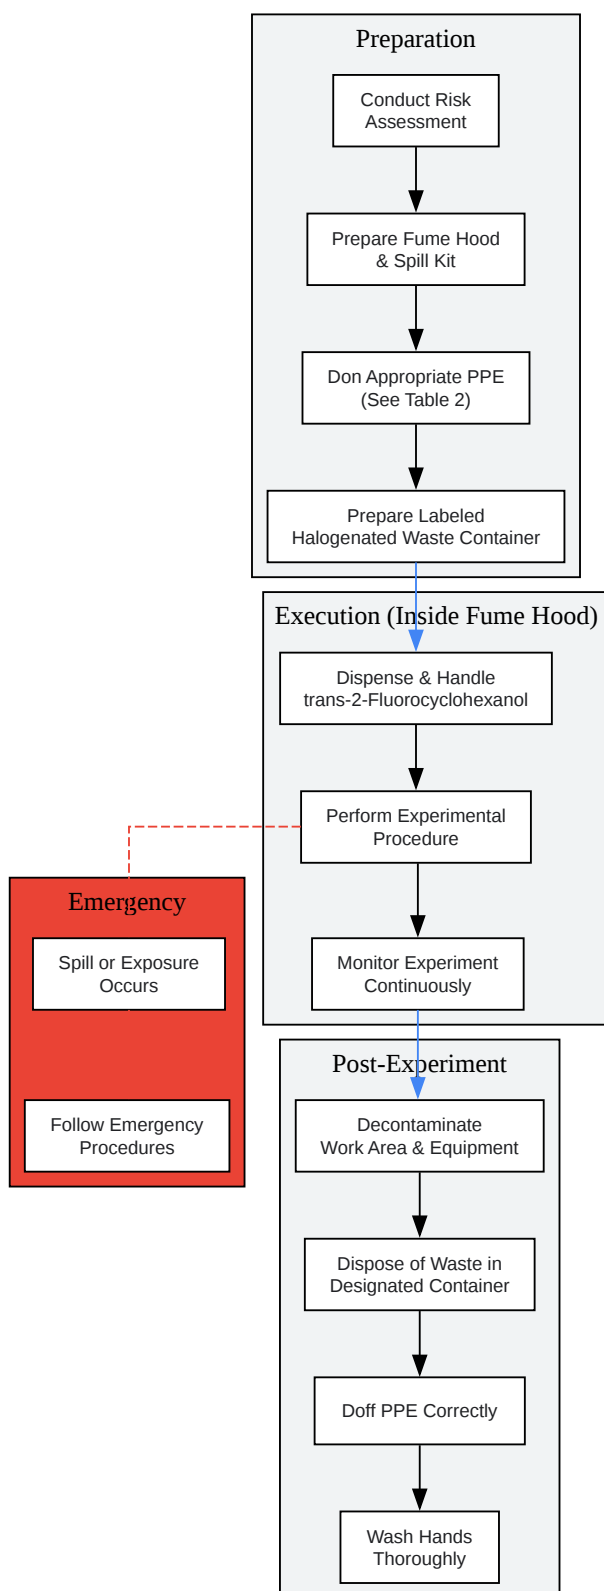 Preparation
Conduct Risk
Assessment
Prepare Fume Hood
& Spill Kit
Don Appropriate PPE
(See Table 2)
Prepare Labeled
Halogenated Waste Container
Execution (Inside Fume Hood)
Dispense & Handle
trans-2-Fluorocyclohexanol
Perform Experimental
Procedure
Monitor Experiment
Continuously
Emergency
Spill or Exposure
Occurs
Follow Emergency
Procedures
Post-Experiment
Decontaminate
Work Area & Equipment
Dispose of Waste in
Designated Container
Doff PPE Correctly
Wash Hands
Thoroughly